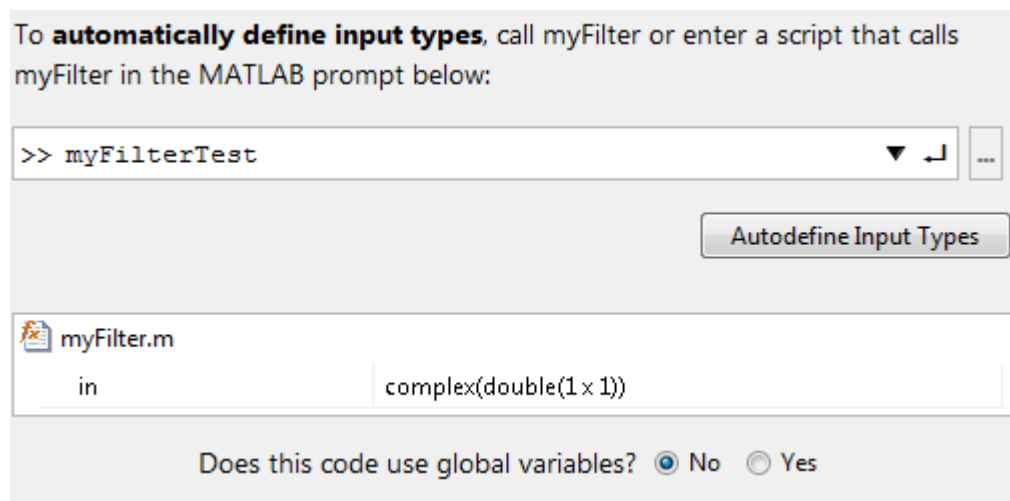 To automatically define input types, call myFilter or enter a script that calls
myFilter in the MATLAB prompt below:
>> myFilterTest
...
Autodefine Input Types
myFilter.m
in complex(double(1 x 1))
Does this code use global variables? No Yes